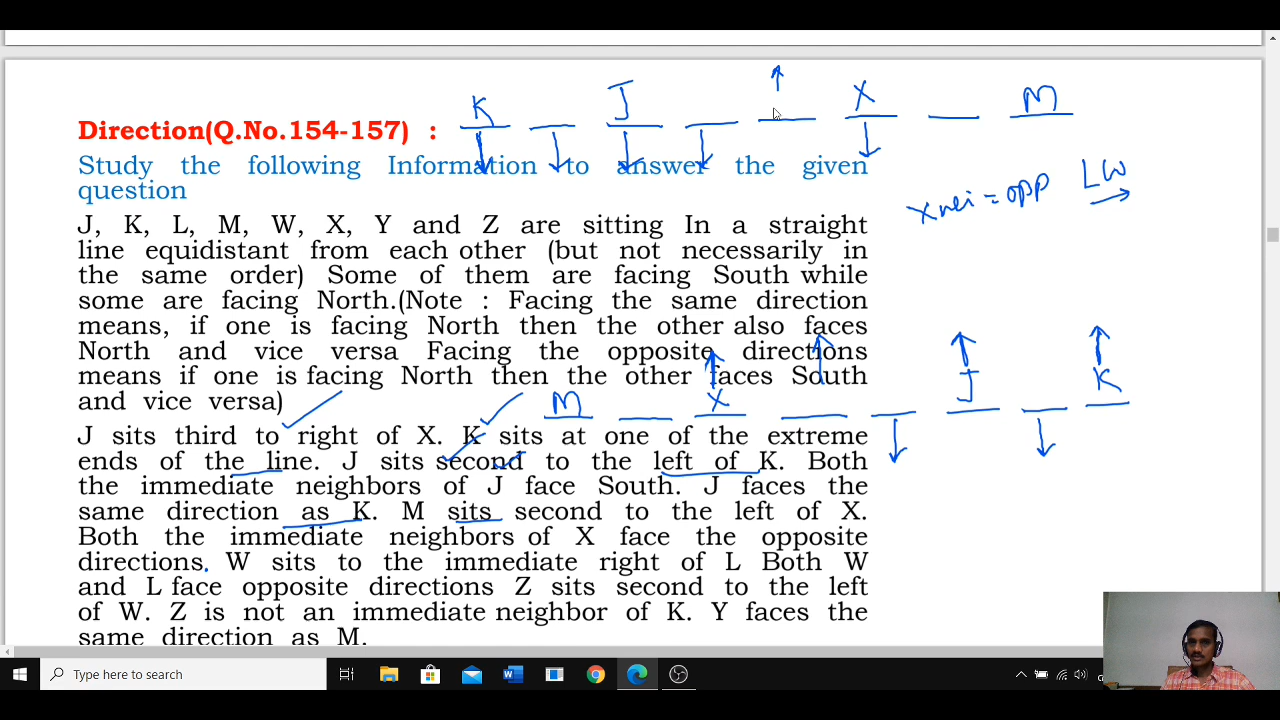 K J X M
Direction(Q.No.154-157) :
Study the following Information to answer the given
question
X nei = opp LW
J, K, L, M, W, X, Y and Z are sitting In a straight
line equidistant from each other (but not necessarily in
the same order) Some of them are facing South while
some are facing North.(Note : Facing the same direction
means, if one is facing North then the other also faces
North and vice versa Facing the opposite directions
means if one is facing North then the other faces South
and vice versa)
M X J K
J sits third to right of X. K sits at one of the extreme
ends of the line. J sits second to the left of K. Both
the immediate neighbors of J face South. J faces the
same direction as K. M sits second to the left of X.
Both the immediate neighbors of X face the opposite
directions. W sits to the immediate right of L Both W
and L face opposite directions Z sits second to the left
of W. Z is not an immediate neighbor of K. Y faces the
same direction as M.
Type here to search